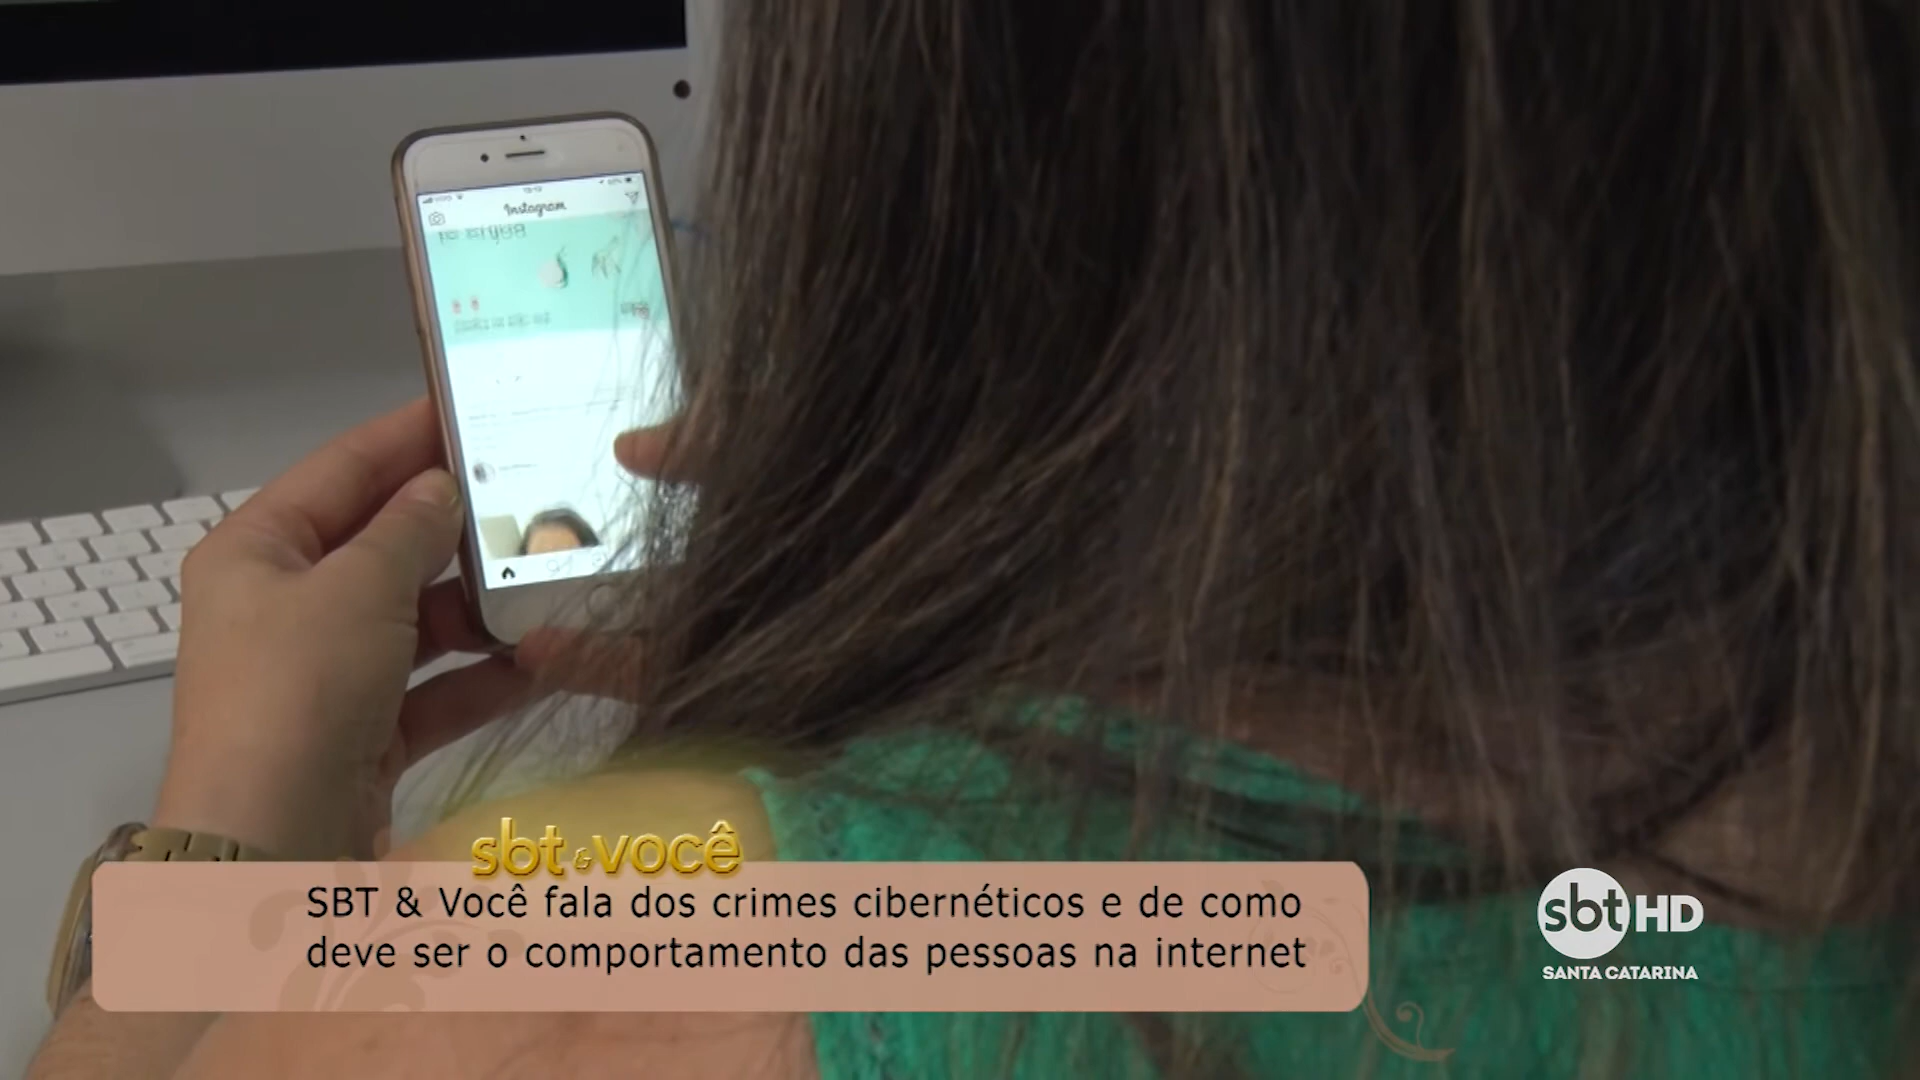 Instagram
sbt & você
SBT & Você fala dos crimes cibernéticos e de como
deve ser o comportamento das pessoas na internet
sbt HD
SANTA CATARINA